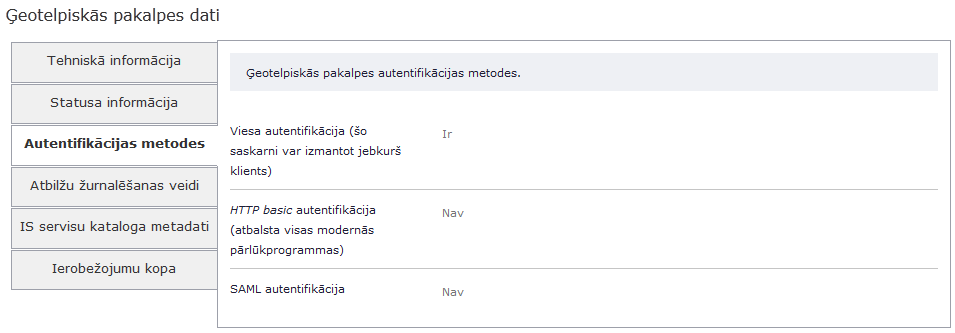 Ģeotelpiskās pakalpes dati
Tehniskā informācija
Statusa informācija
Autentifikācijas metodes
Atbilžu žurnalēšanas veidi
IS servisu kataloga metadati
Ierobežojumu kopa
Ģeotelpiskās pakalpes autentifikācijas metodes.
Viesa autentifikācija (šo
saskarni var izmantot jebkurš
klients)
Ir
HTTP basic autentifikācija
(atbalsta visas modernās
pārlūkprogrammas)
Nav
SAML autentifikācija
Nav